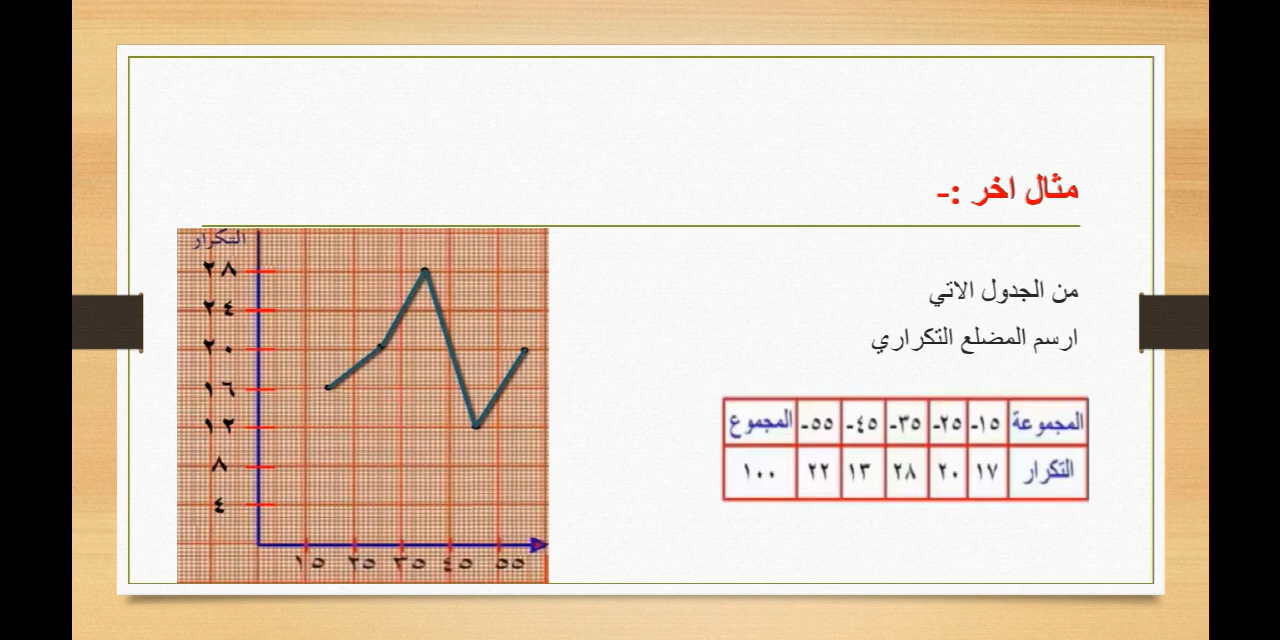 مثال اخر :-
من الجدول الاتي
ارسم المضلع التكراري
المجموعة ١٥- ٢٥- ٣٥- ٤٥- ٥٥- المجموع
التكرار ١٧ ٢٠ ٢٨ ١٣ ٢٢ ١٠٠
التكرار
٢٨
٢٤
٢٠
١٦
١٢
٨
٤
١٥ ٢٥ ٣٥ ٤٥ ٥٥